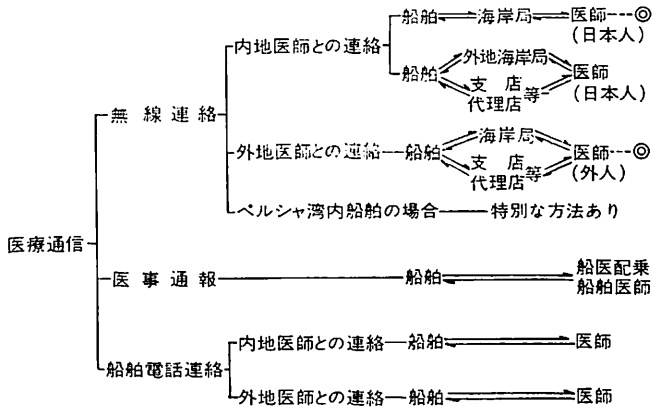 船舶 海岸局 医師 ◎
(日本人)
内地医師との連絡
外地海岸局
船舶 支店 代理店 等 医師
(日本人)
無線連絡
海岸局
外地医師との連絡 船舶 支店 代理店 等 医師 ◎
(外人)
ペルシャ湾内船舶の場合 特別な方法あり
医療通信
医事通報 船舶 船医配乗
船舶医師
内地医師との連絡 船舶 医師
船舶電話連絡
外地医師との連絡 船舶 医師